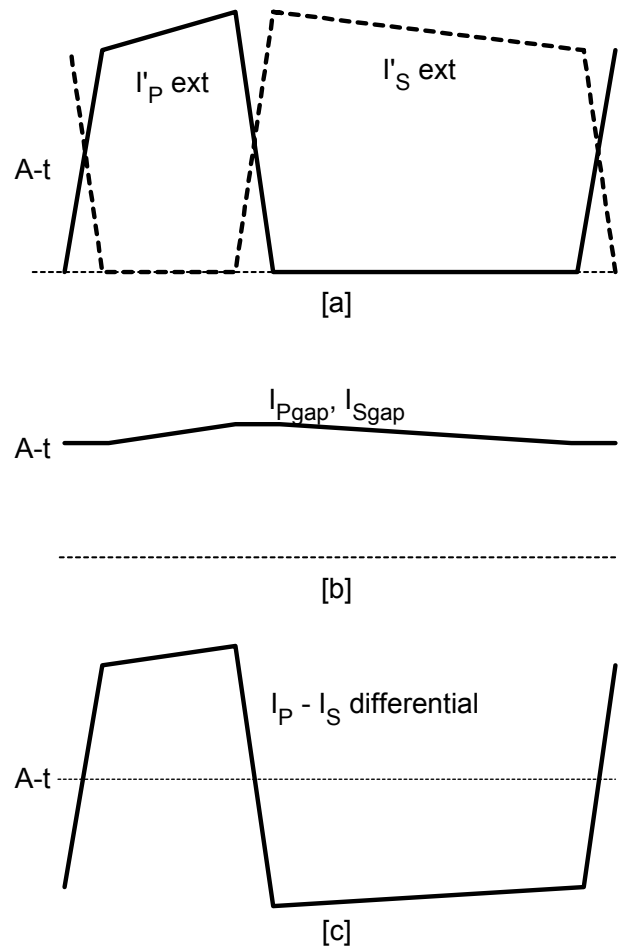 I'P ext
I'S ext
A-t
[a]
IPgap, ISgap
A-t
[b]
IP - IS differential
A-t
[c]